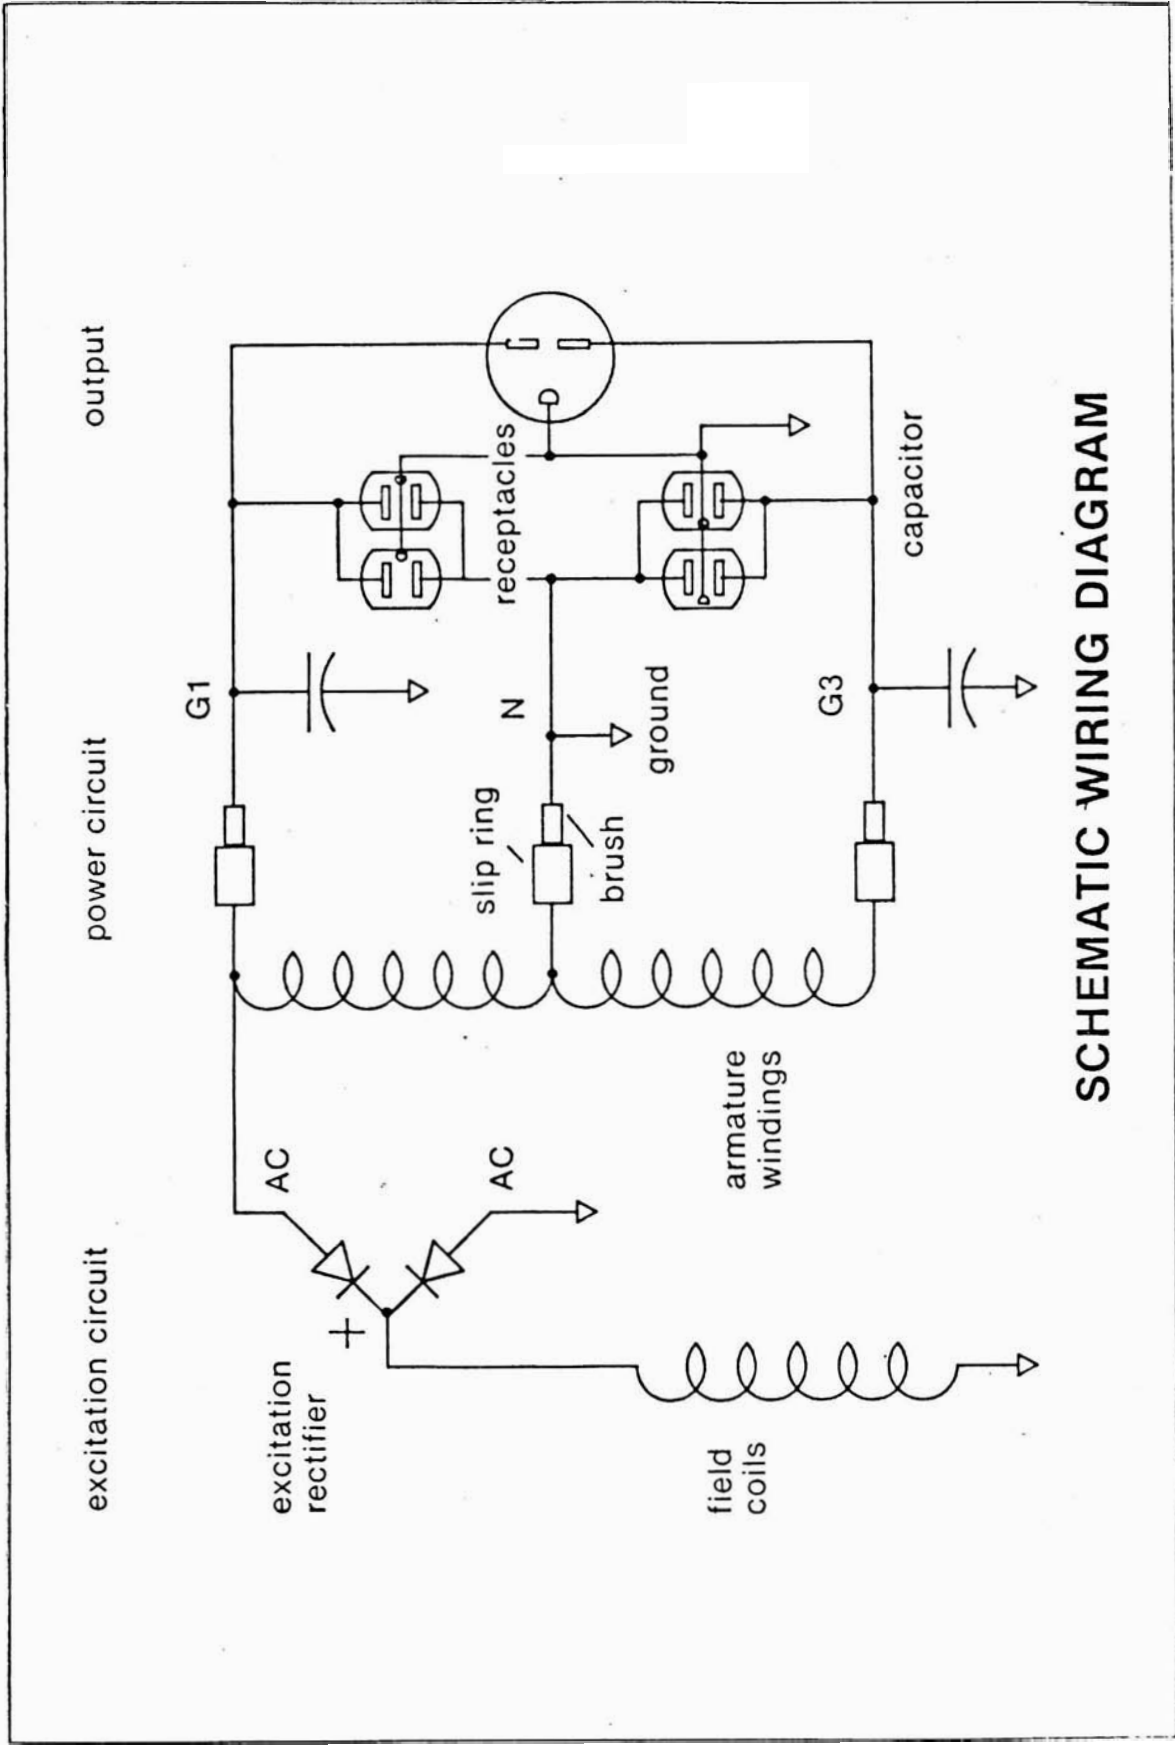 excitation circuit
power circuit
output
G1
AC
excitation
rectifier
+
AC
slip ring
brush
N
ground
receptacles
armature
windings
G3
capacitor
field
coils
SCHEMATIC WIRING DIAGRAM